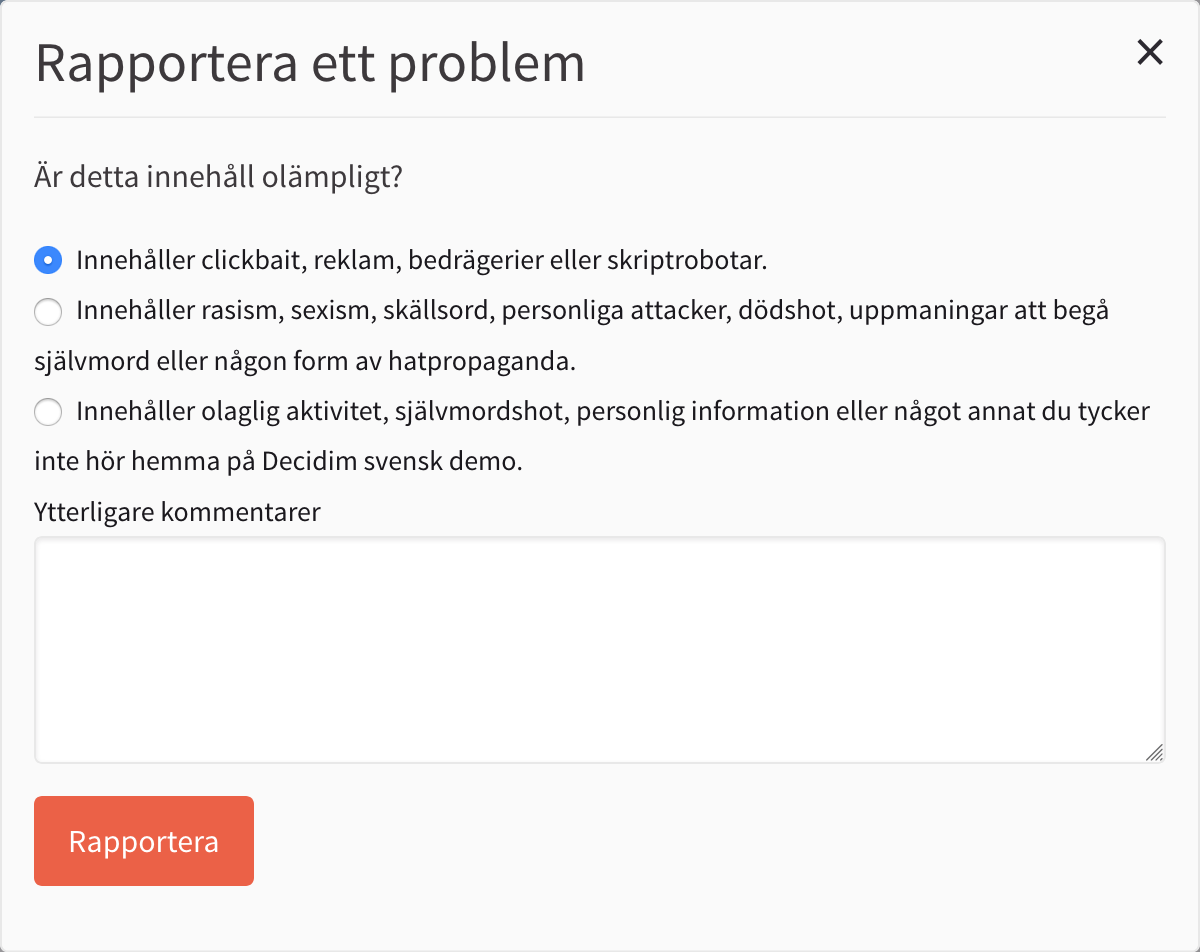 Rapportera ett problem
Är detta innehåll olämpligt?
Innehåller clickbait, reklam, bedrägerier eller skriptrobotar.
Innehåller rasism, sexism, skällsord, personliga attacker, dödshot, uppmaningar att begå
självmord eller någon form av hatpropaganda.
Innehåller olaglig aktivitet, självmordshot, personlig information eller något annat du tycker
inte hör hemma på Decidim svensk demo.
Ytterligare kommentarer
Rapportera